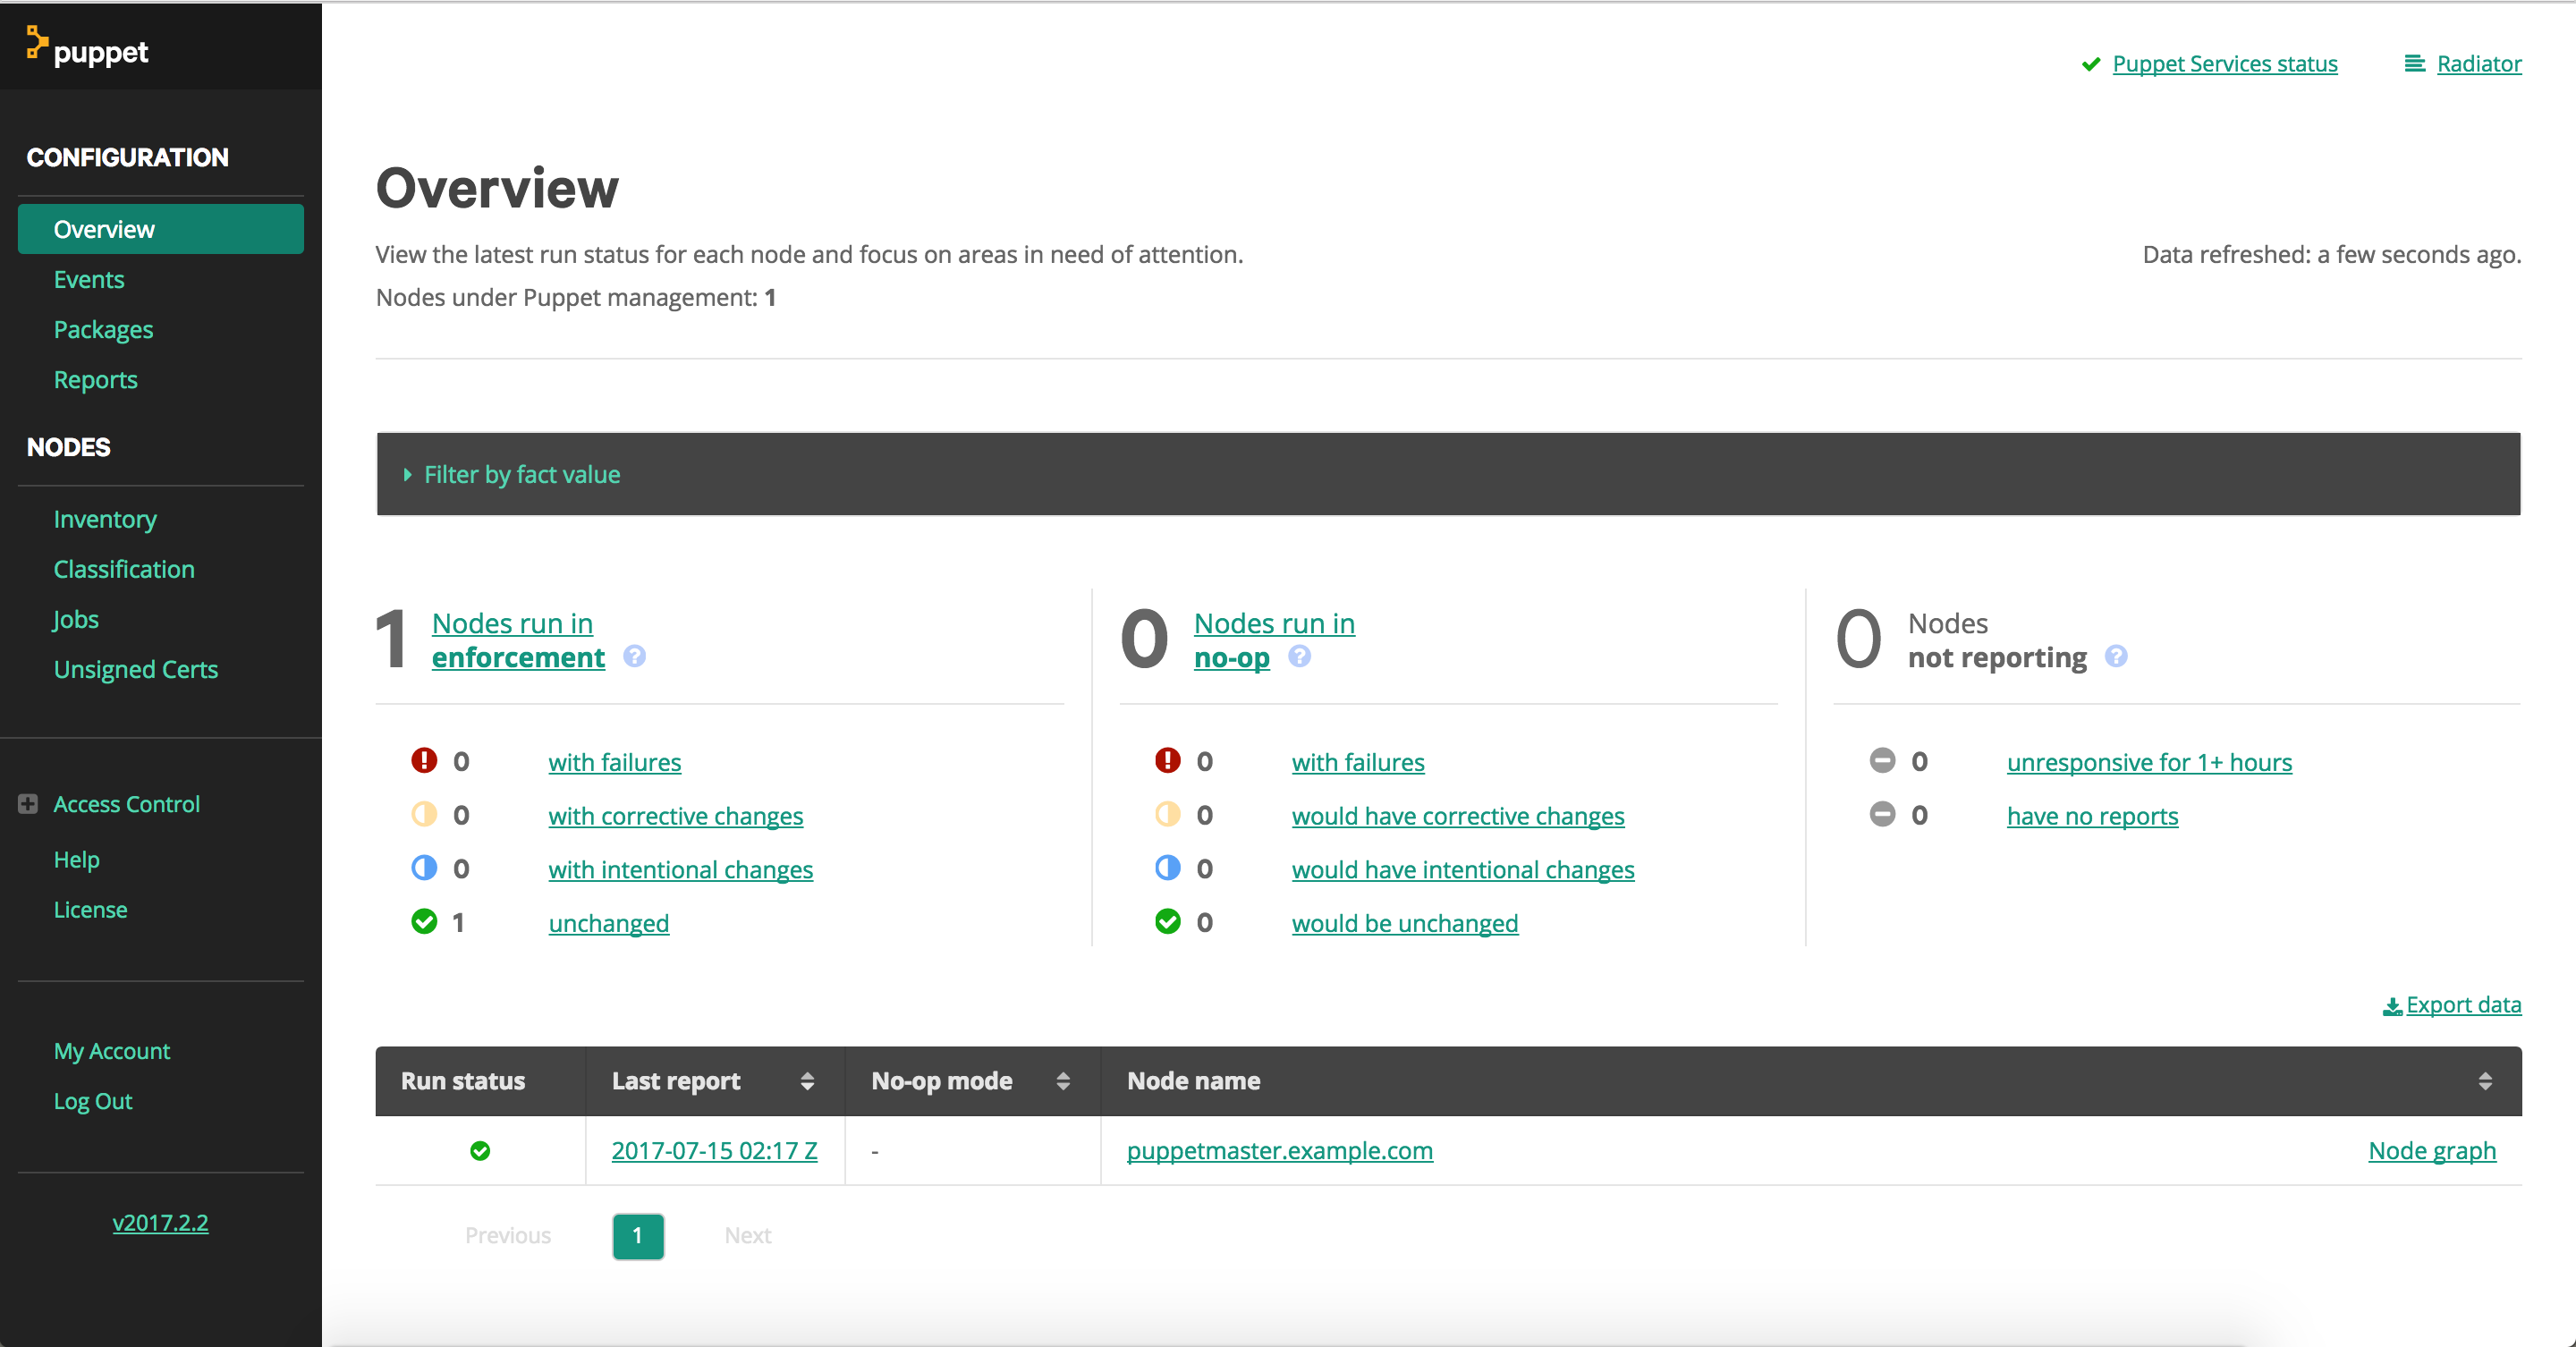 puppet
CONFIGURATION
Overview
Events
Packages
Reports
NODES
Inventory
Classification
Jobs
Unsigned Certs
Access Control
Help
License
My Account
Log Out
v2017.2.2
Puppet Services status
Radiator
Overview
View the latest run status for each node and focus on areas in need of attention.
Data refreshed: a few seconds ago.
Nodes under Puppet management: 1
Filter by fact value
1 Nodes run in
enforcement ?
0 with failures
0 with corrective changes
0 with intentional changes
1 unchanged
0 Nodes run in
no-op ?
0 with failures
0 would have corrective changes
0 would have intentional changes
0 would be unchanged
0 Nodes
not reporting ?
0 unresponsive for 1+ hours
0 have no reports
Export data
Run status Last report No-op mode Node name
2017-07-15 02:17 Z - puppetmaster.example.com Node graph
Previous 1 Next